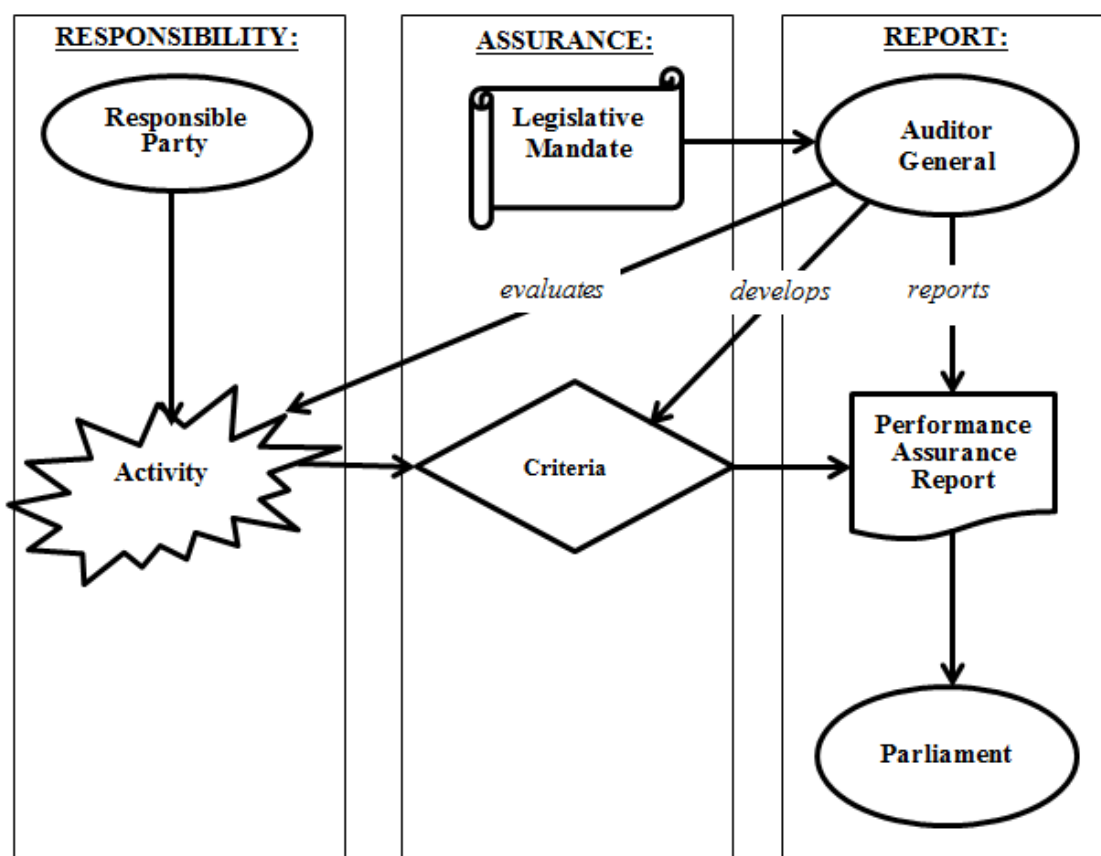 RESPONSIBILITY:
ASSURANCE:
REPORT:
Responsible
Party
Legislative
Mandate
Auditor
General
evaluates
develops
reports
Activity
Criteria
Performance
Assurance
Report
Parliament